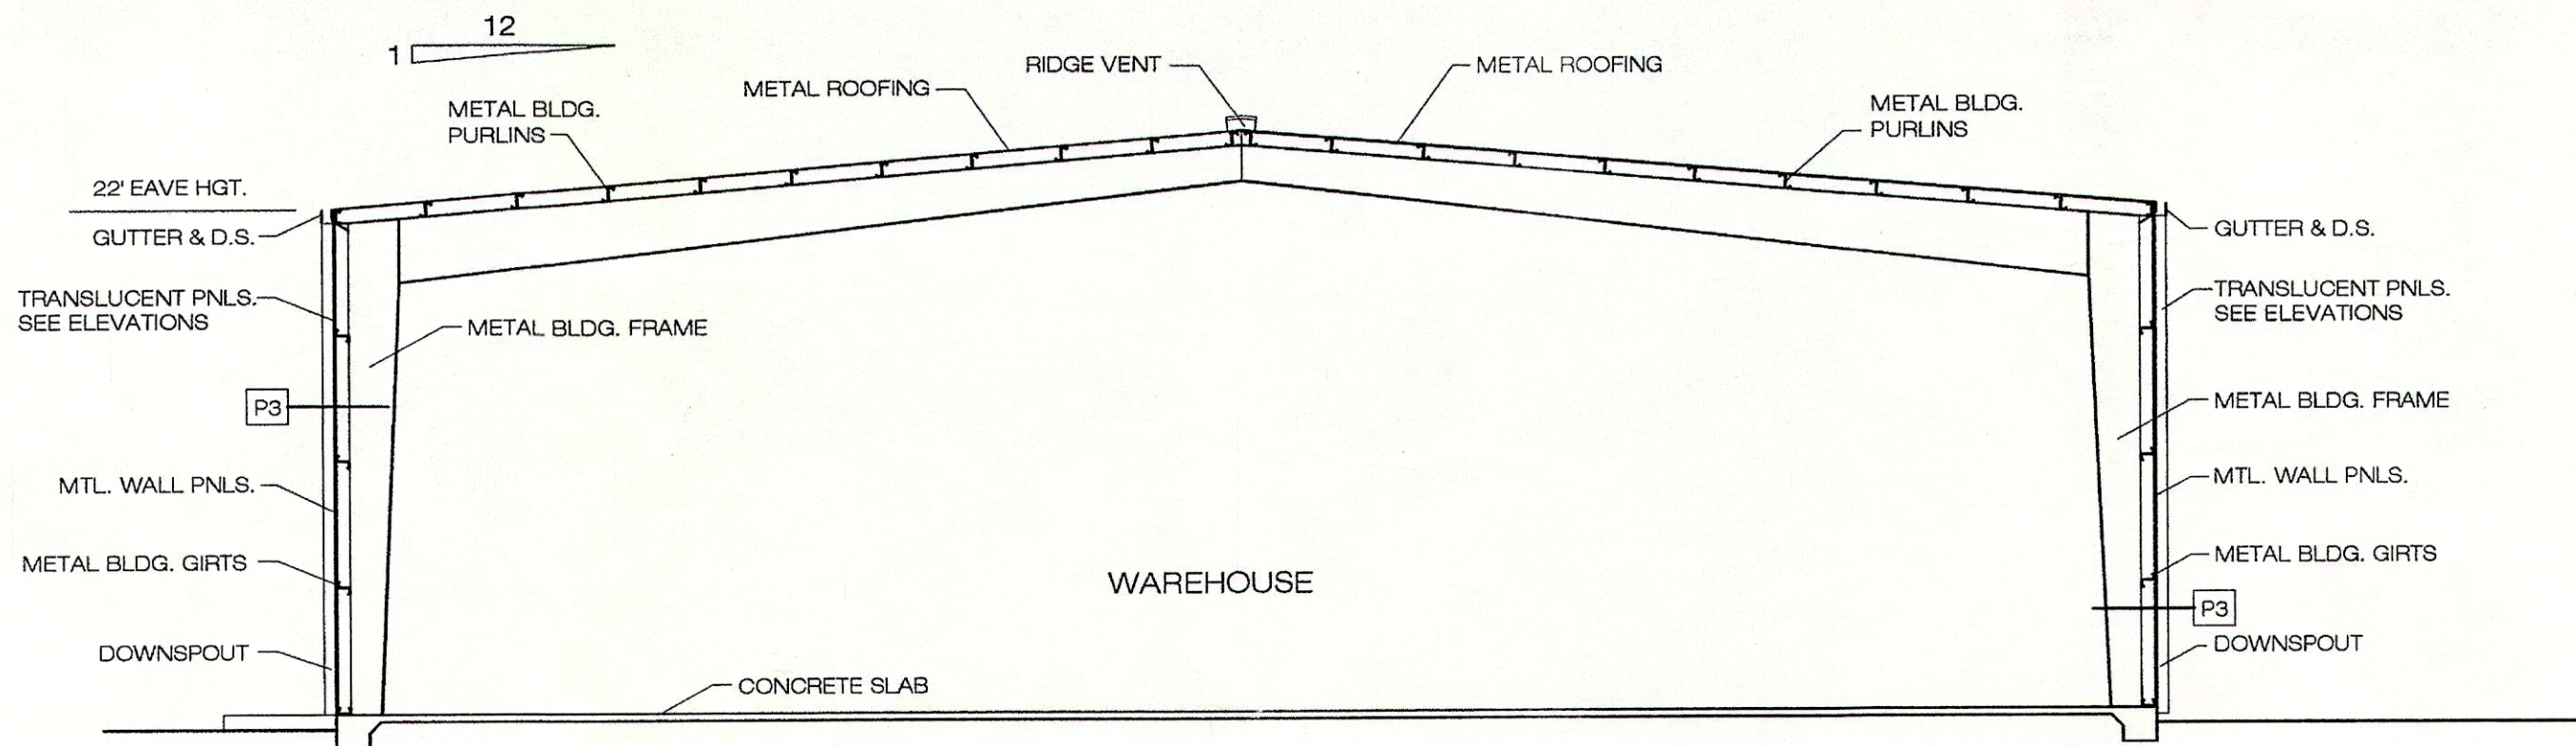 12
1
RIDGE VENT
METAL ROOFING
METAL ROOFING
METAL BLDG.
PURLINS
METAL BLDG.
PURLINS
22' EAVE HGT.
GUTTER & D.S.
GUTTER & D.S.
TRANSLUCENT PNLS.
SEE ELEVATIONS
TRANSLUCENT PNLS.
SEE ELEVATIONS
METAL BLDG. FRAME
METAL BLDG. FRAME
P3
MTL. WALL PNLS.
MTL. WALL PNLS.
METAL BLDG. GIRTS
METAL BLDG. GIRTS
WAREHOUSE
P3
DOWNSPOUT
DOWNSPOUT
CONCRETE SLAB